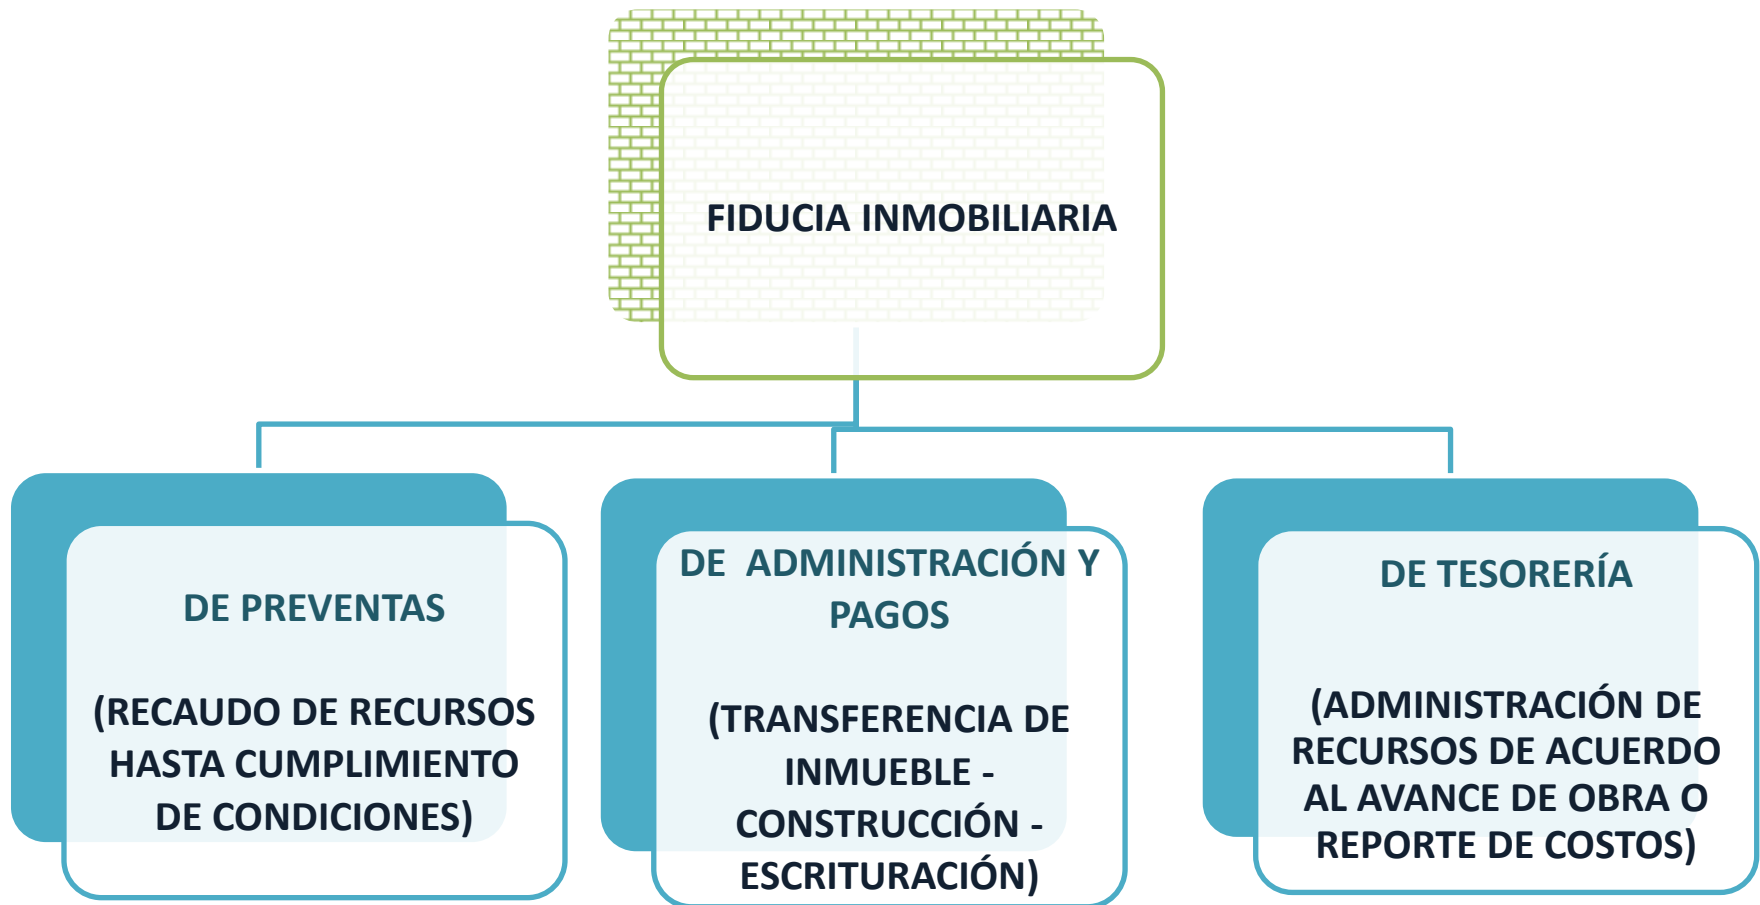 FIDUCIA INMOBILIARIA
DE PREVENTAS
(RECAUDO DE RECURSOS
HASTA CUMPLIMIENTO
DE CONDICIONES)
DE ADMINISTRACIÓN Y
PAGOS
(TRANSFERENCIA DE
INMUEBLE -
CONSTRUCCIÓN -
ESCRITURACIÓN)
DE TESORERÍA
(ADMINISTRACIÓN DE
RECURSOS DE ACUERDO
AL AVANCE DE OBRA O
REPORTE DE COSTOS)